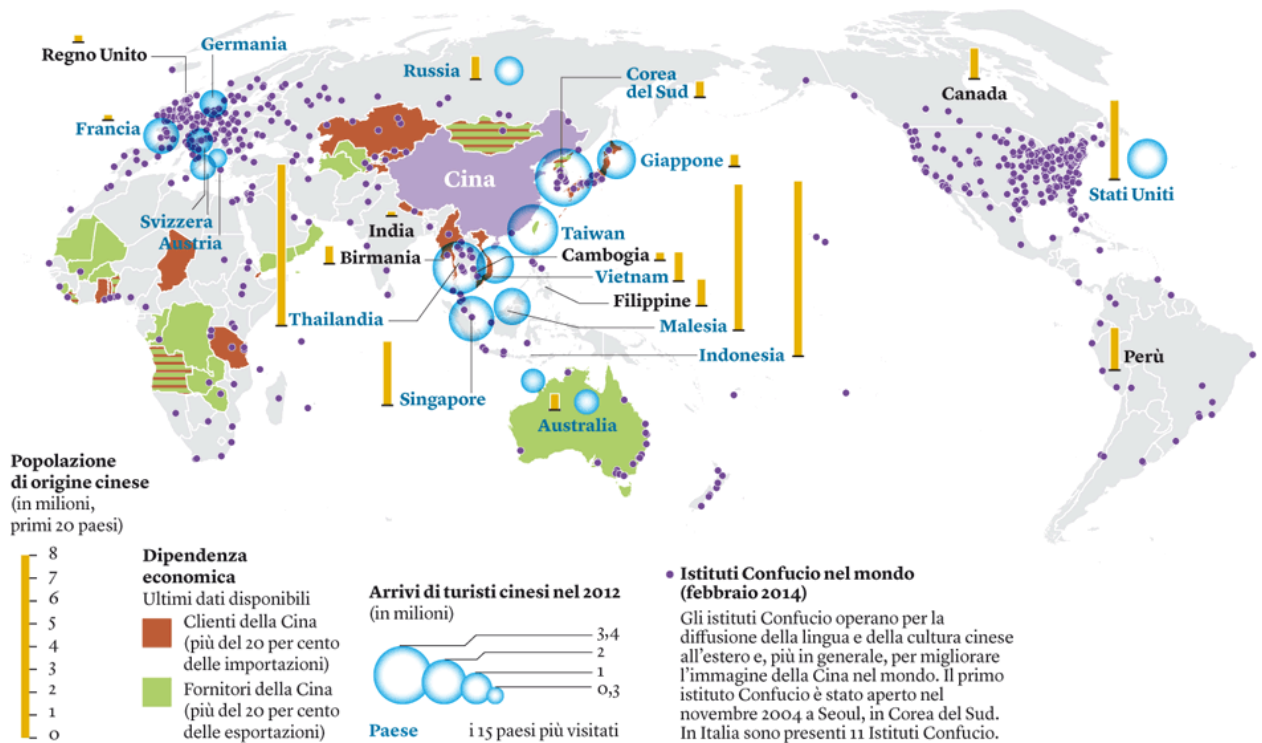 Regno Unito
Germania
Russia
Corea
del Sud
Canada
Francia
Giappone
Stati Uniti
Cina
Svizzera
Austria
India
Birmania
Taiwan
Cambogia
Vietnam
Filippine
Thailandia
Malesia
Indonesia
Perù
Singapore
Australia
Popolazione
di origine cinese
(in milioni,
primi 20 paesi)
8
7
6
5
4
3
2
1
0
Dipendenza
economica
Ultimi dati disponibili
Clienti della Cina
(più del 20 per cento
delle importazioni)
Fornitori della Cina
(più del 20 per cento
delle esportazioni)
Arrivi di turisti cinesi nel 2012
(in milioni)
3,4
2
1
0,3
Paese i 15 paesi più visitati
Istituti Confucio nel mondo
(febbraio 2014)
Gli istituti Confucio operano per la
diffusione della lingua e della cultura cinese
all'estero e, più in generale, per migliorare
l'immagine della Cina nel mondo. Il primo
istituto Confucio è stato aperto nel
novembre 2004 a Seoul, in Corea del Sud.
In Italia sono presenti 11 Istituti Confucio.